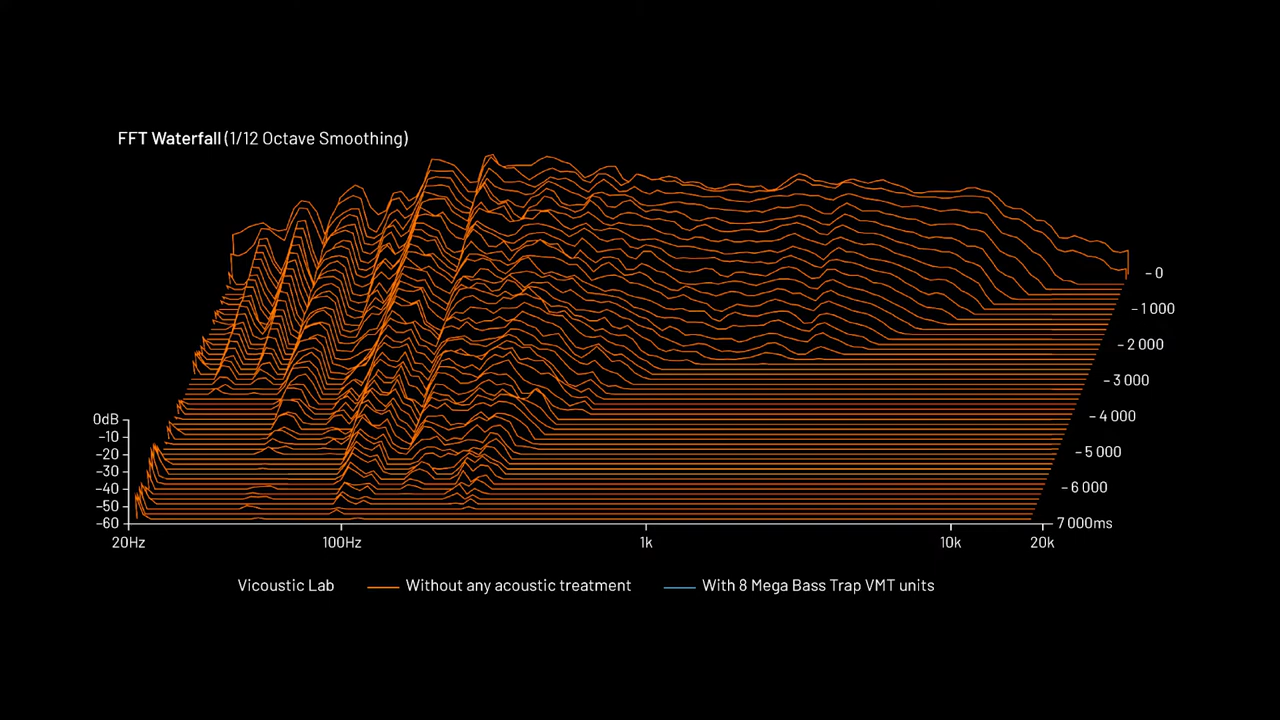 FFT Waterfall (1/12 Octave Smoothing)
– 0
– 1 000
– 2 000
– 3 000
– 4 000
– 5 000
– 6 000
7 000ms
0dB
–10
–20
–30
–40
–50
–60
20Hz 100Hz 1k 10k 20k
Vicoustic Lab Without any acoustic treatment With 8 Mega Bass Trap VMT units